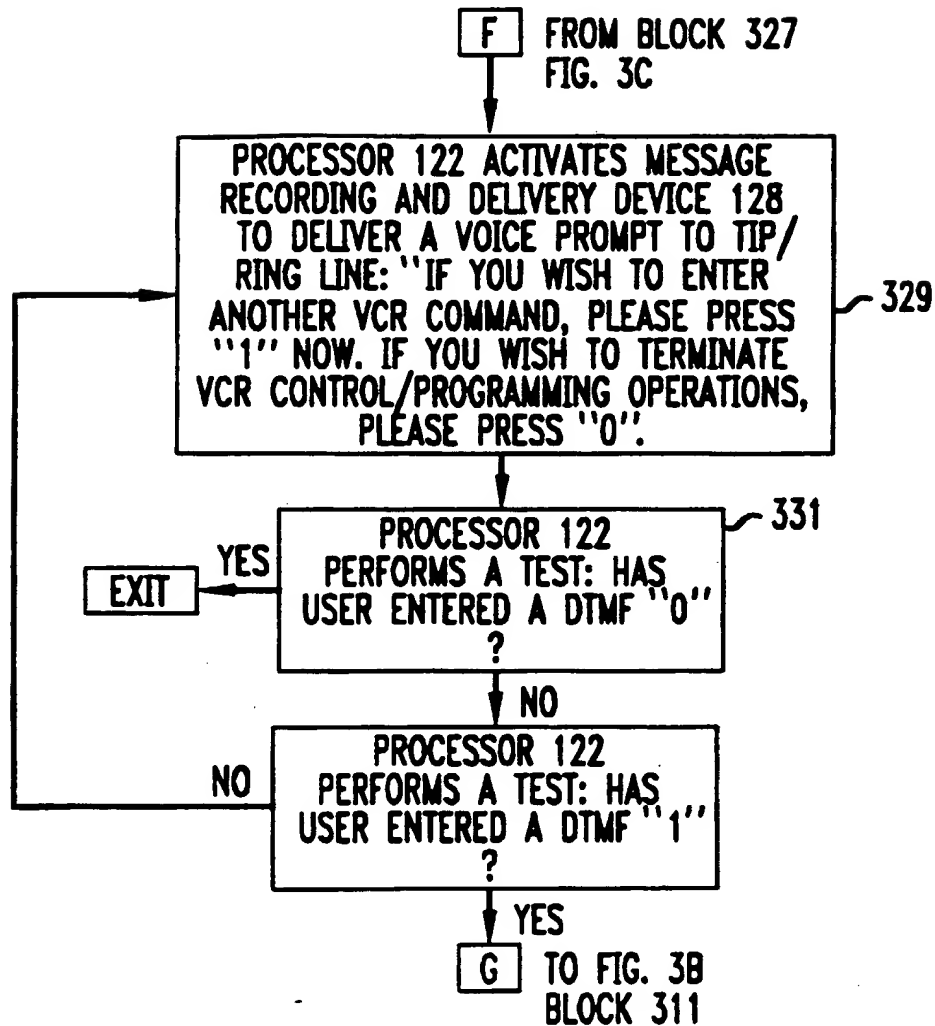 F FROM BLOCK 327
FIG. 3C
PROCESSOR 122 ACTIVATES MESSAGE
RECORDING AND DELIVERY DEVICE 128
TO DELIVER A VOICE PROMPT TO TIP/
RING LINE: "IF YOU WISH TO ENTER
ANOTHER VCR COMMAND, PLEASE PRESS
"1" NOW. IF YOU WISH TO TERMINATE
VCR CONTROL/PROGRAMMING OPERATIONS,
PLEASE PRESS "0".
329
PROCESSOR 122
PERFORMS A TEST: HAS
USER ENTERED A DTMF "0"
?
331
YES
EXIT
NO
PROCESSOR 122
PERFORMS A TEST: HAS
USER ENTERED A DTMF "1"
?
NO
YES
G TO FIG. 3B
BLOCK 311